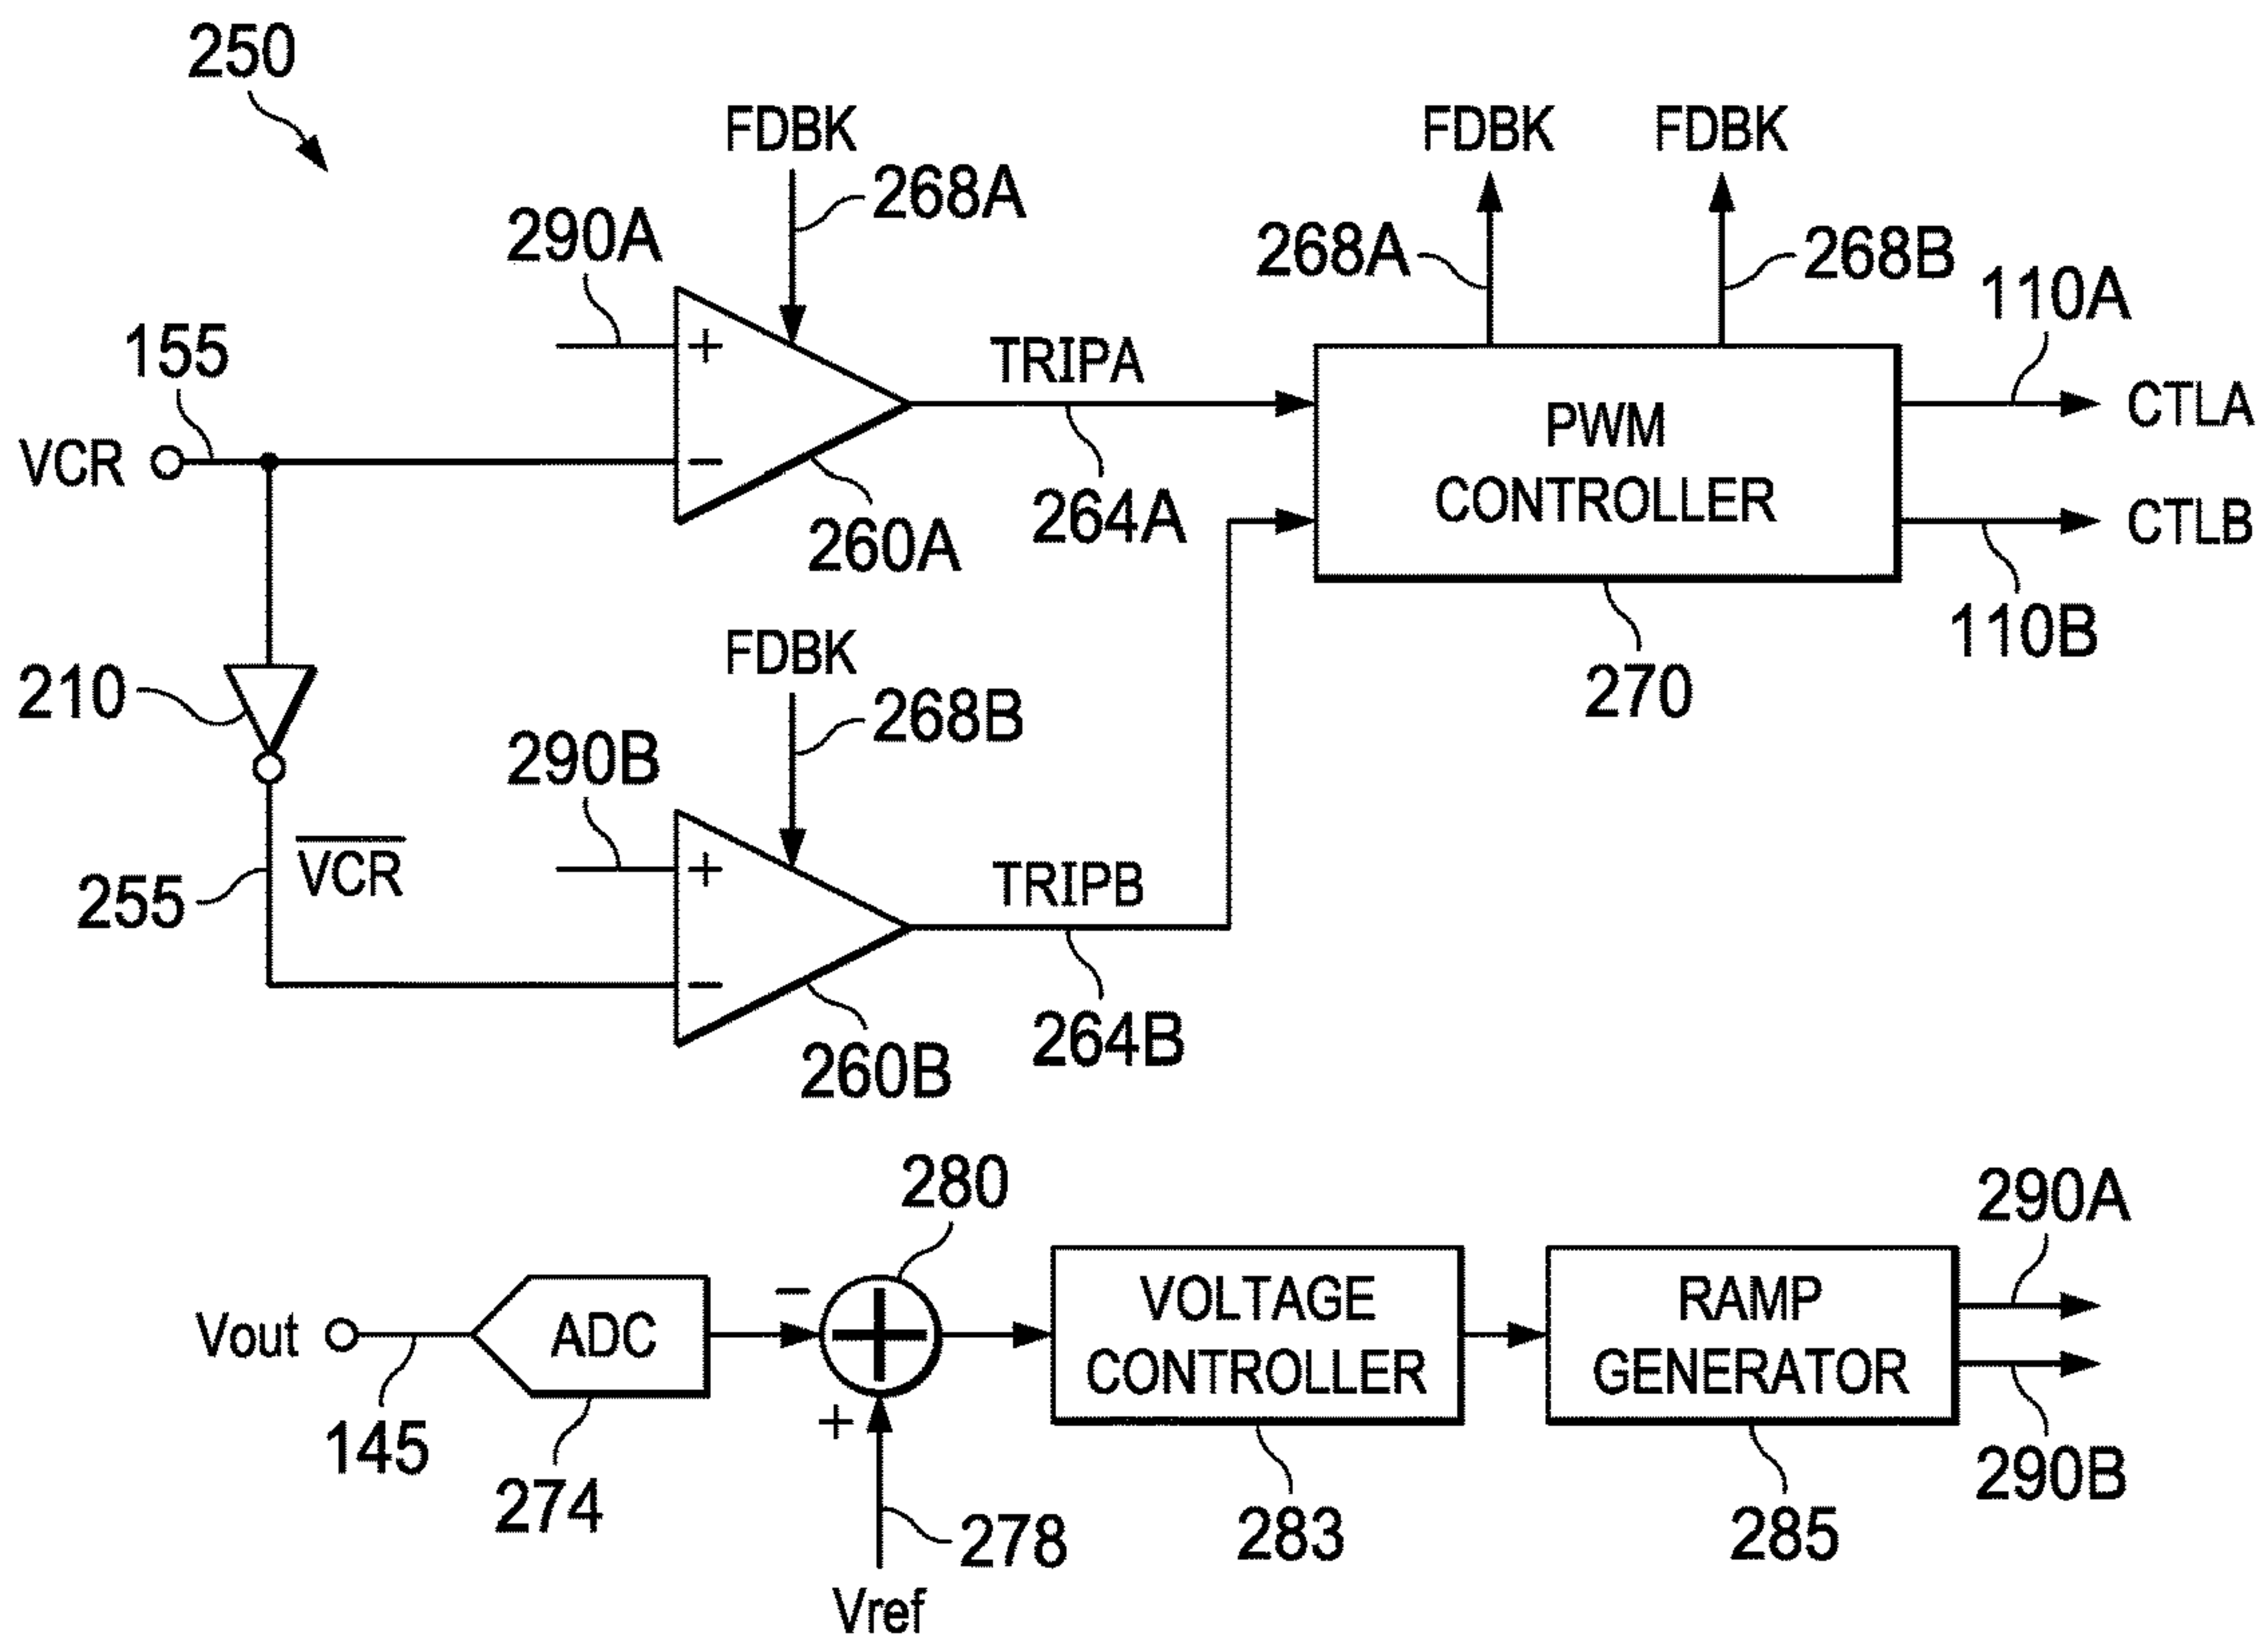 250
FDBK
268A
290A
155
VCR
TRIPA
264A
260A
FDBK
FDBK
268A
268B
110A
CTLA
PWM
CONTROLLER
CTLB
110B
270
210
FDBK
268B
290B
VCR
255
TRIPB
264B
260B
280
290A
Vout
ADC
−
+
VOLTAGE
CONTROLLER
RAMP
GENERATOR
145
274
278
283
285
290B
Vref